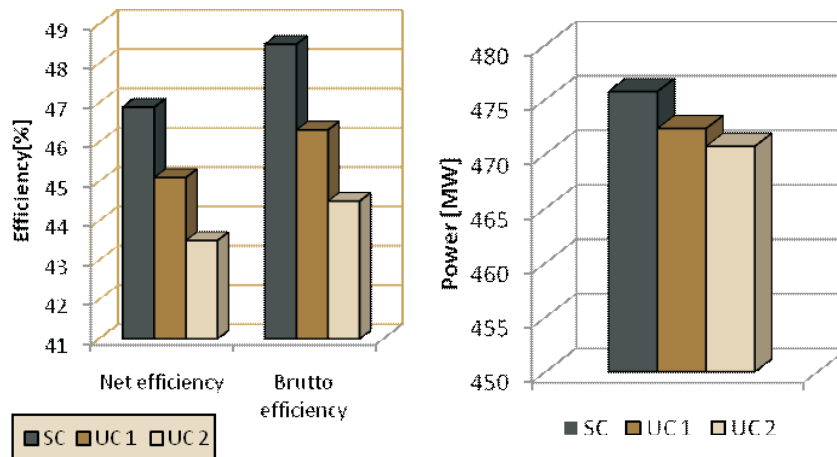 Efficiency[%]
49
48
47
46
45
44
43
42
41
Net efficiency
Brutto
efficiency
SC UC 1 UC 2
Power [MW]
480
475
470
465
460
455
450
SC UC 1 UC 2